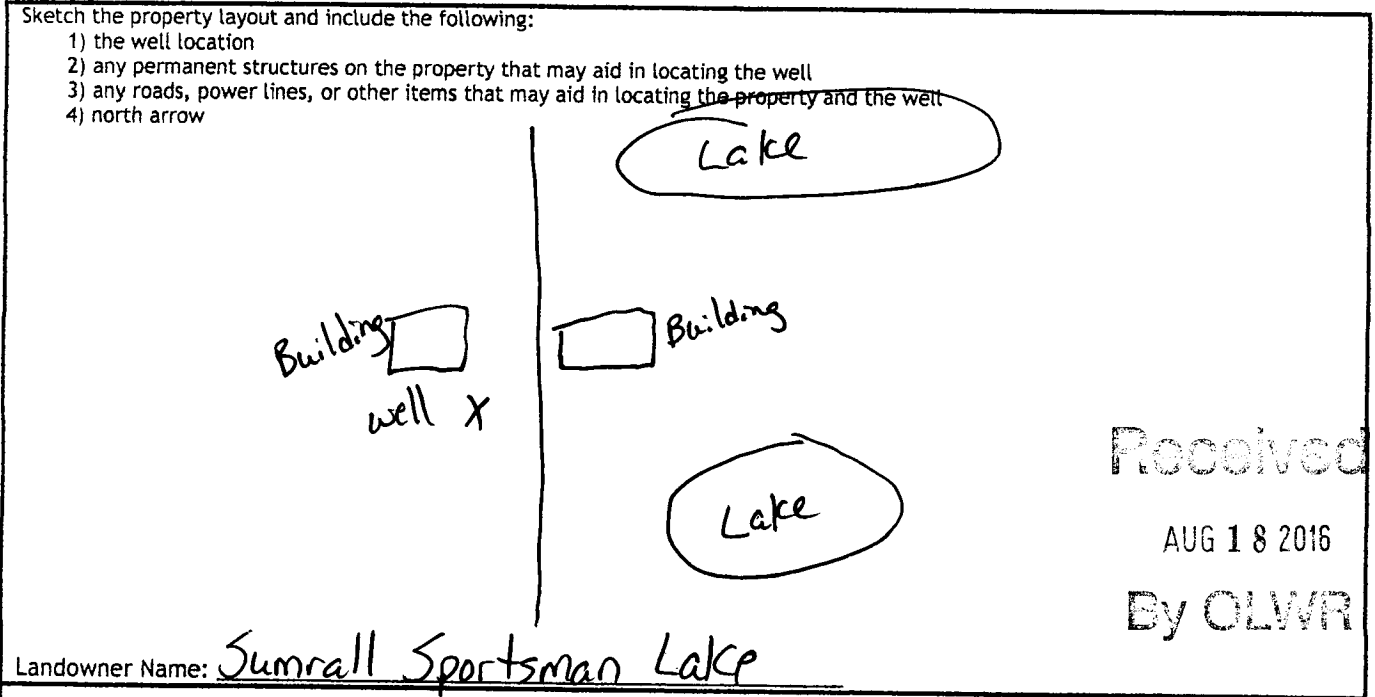 Sketch the property layout and include the following:
1) the well location
2) any permanent structures on the property that may aid in locating the well
3) any roads, power lines, or other items that may aid in locating the property and the well
4) north arrow
Lake
Building
Building
well X
Lake
Received
AUG 18 2016
By OLWR
Landowner Name: Sumrall Sportsman Lake